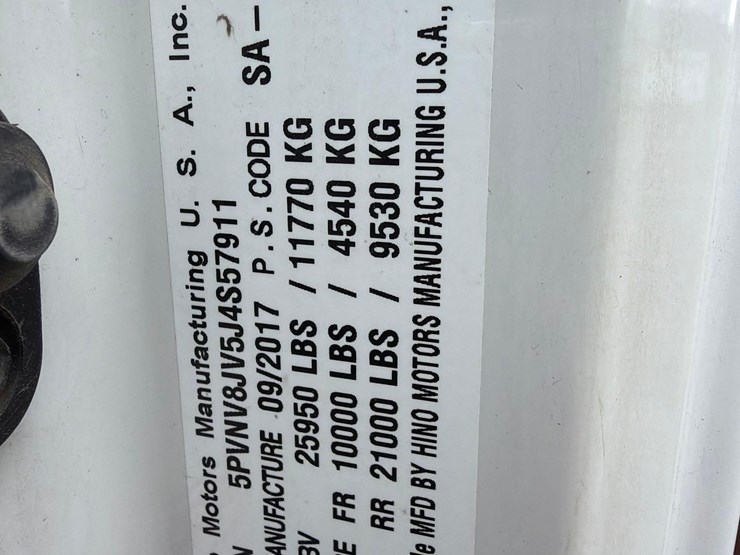 Motors Manufacturing U. S. A., Inc.
5PVNV8JV5J4S57911
ANUFACTURE 09/2017 P.S.CODE SA-
25950 LBS / 11770 KG
E FR 10000 LBS / 4540 KG
RR 21000 LBS / 9530 KG
e MFD BY HINO MOTORS MANUFACTURING U.S.A.,